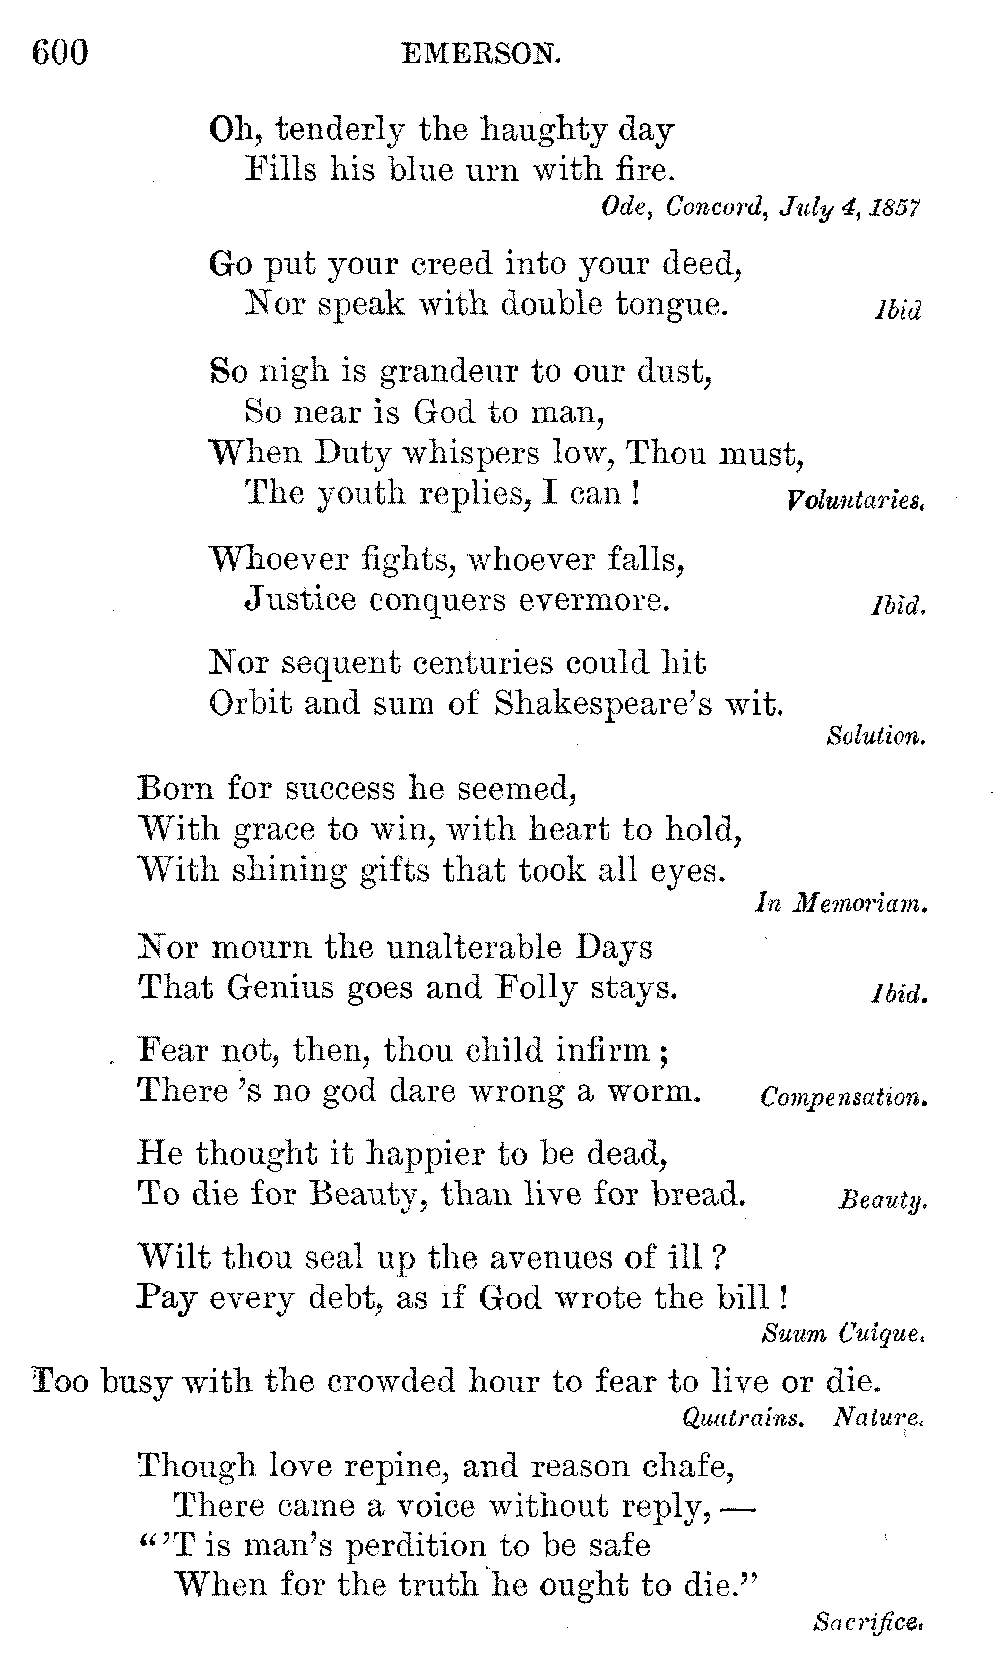 600 EMERSON.
Oh, tenderly the haughty day
Fills his blue urn with fire.
Ode, Concord, July 4, 1857
Go put your creed into your deed,
Nor speak with double tongue. Ibid
So nigh is grandeur to our dust,
So near is God to man,
When Duty whispers low, Thou must,
The youth replies, I can ! Voluntaries.
Whoever fights, whoever falls,
Justice conquers evermore. Ibid.
Nor sequent centuries could hit
Orbit and sum of Shakespeare's wit.
Solution.
Born for success he seemed,
With grace to win, with heart to hold,
With shining gifts that took all eyes.
In Memoriam.
Nor mourn the unalterable Days
That Genius goes and Folly stays. Ibid.
Fear not, then, thou child infirm ;
There 's no god dare wrong a worm. Compensation.
He thought it happier to be dead,
To die for Beauty, than live for bread. Beauty.
Wilt thou seal up the avenues of ill ?
Pay every debt, as if God wrote the bill !
Suum Cuique.
Too busy with the crowded hour to fear to live or die.
Quatrains. Nature.
Though love repine, and reason chafe,
There came a voice without reply, —
“'T is man's perdition to be safe
When for the truth he ought to die.”
Sacrifice.